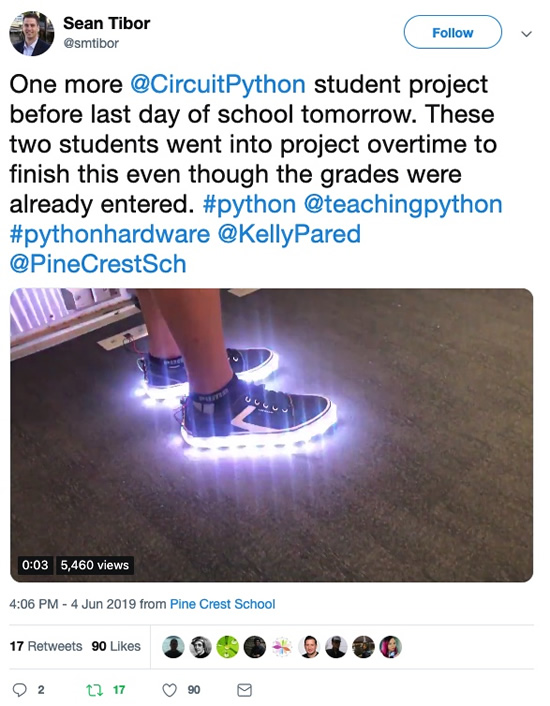 Sean Tibor
@smtibor
Follow
One more @CircuitPython student project
before last day of school tomorrow. These
two students went into project overtime to
finish this even though the grades were
already entered. #python @teachingpython
#pythonhardware @KellyPared
@PineCrestSch
PUMA
0:03 5,460 views
4:06 PM - 4 Jun 2019 from Pine Crest School
17 Retweets 90 Likes
2 17 90